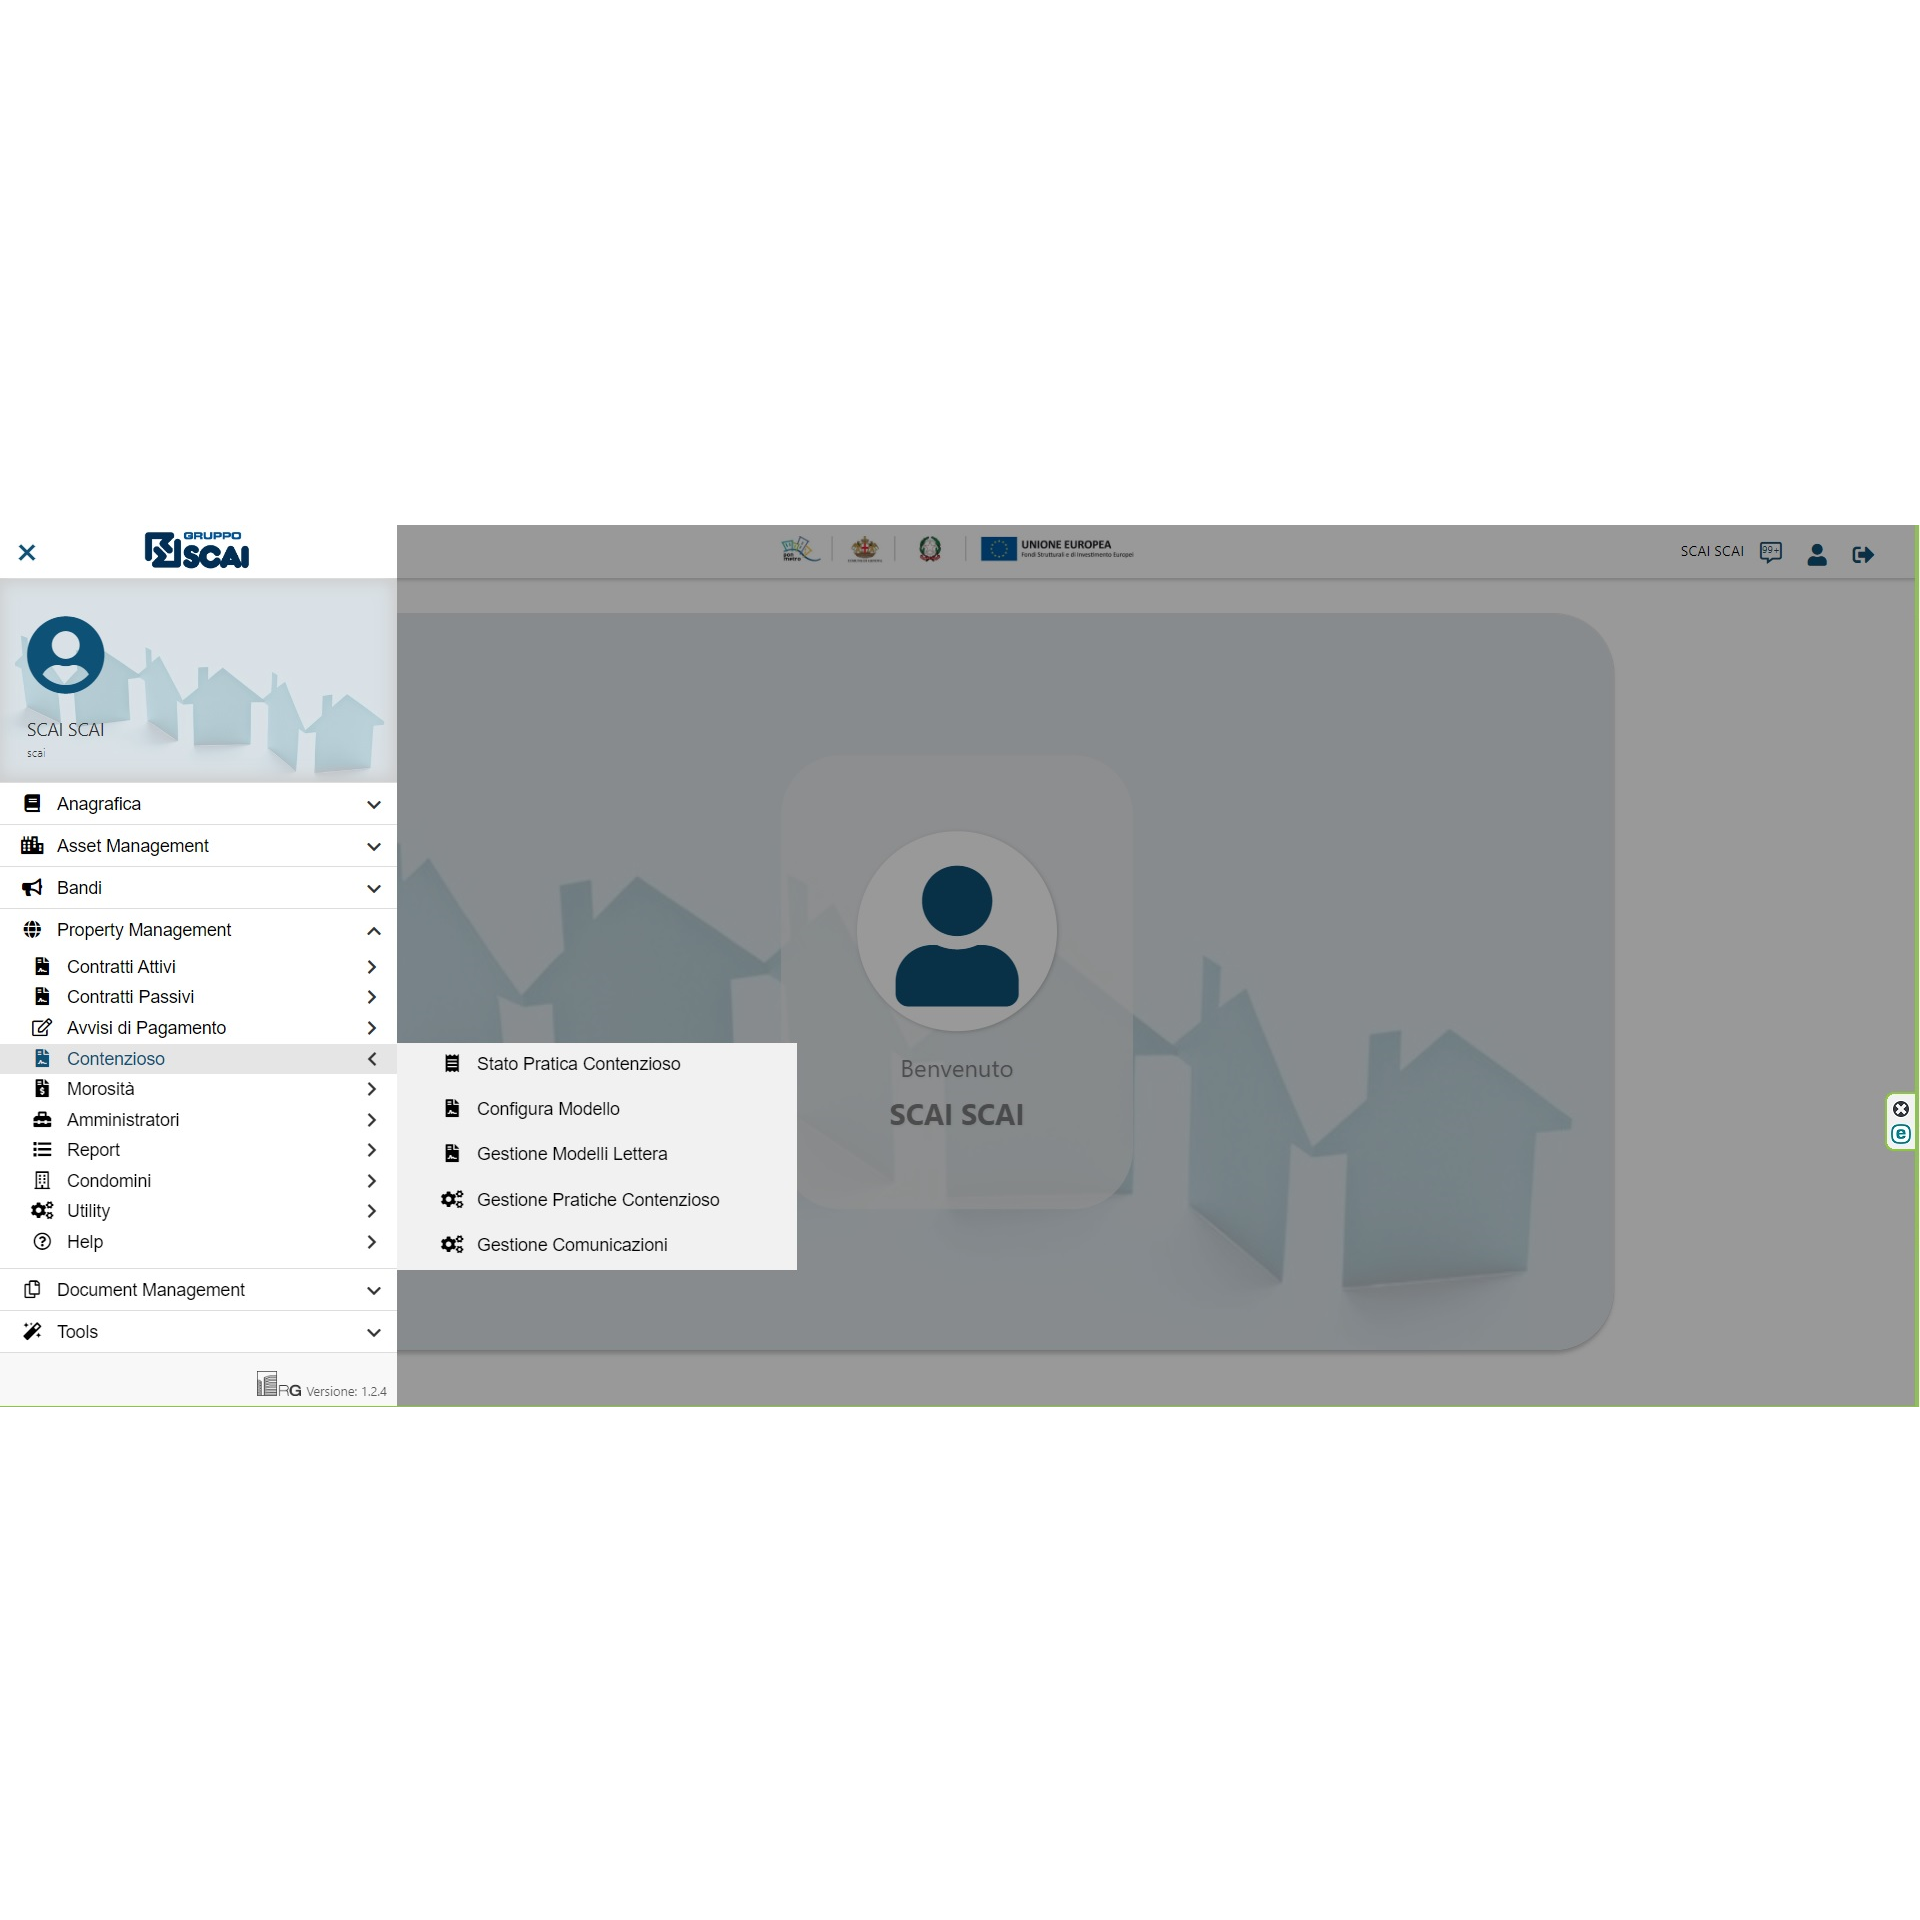 GRUPPO
SCAI
UNIONE EUROPEA
Fondi Strutturali e di Investimento Europei
SCAI SCAI
99+
SCAI SCAI
scai
Anagrafica
Asset Management
Bandi
Property Management
Contratti Attivi
Contratti Passivi
Avvisi di Pagamento
Contenzioso
Stato Pratica Contenzioso
Configura Modello
Gestione Modelli Lettera
Gestione Pratiche Contenzioso
Gestione Comunicazioni
Morosità
Amministratori
Report
Condomini
Utility
Help
Document Management
Tools
RG Versione: 1.2.4
Benvenuto
SCAI SCAI
pon
metro
e